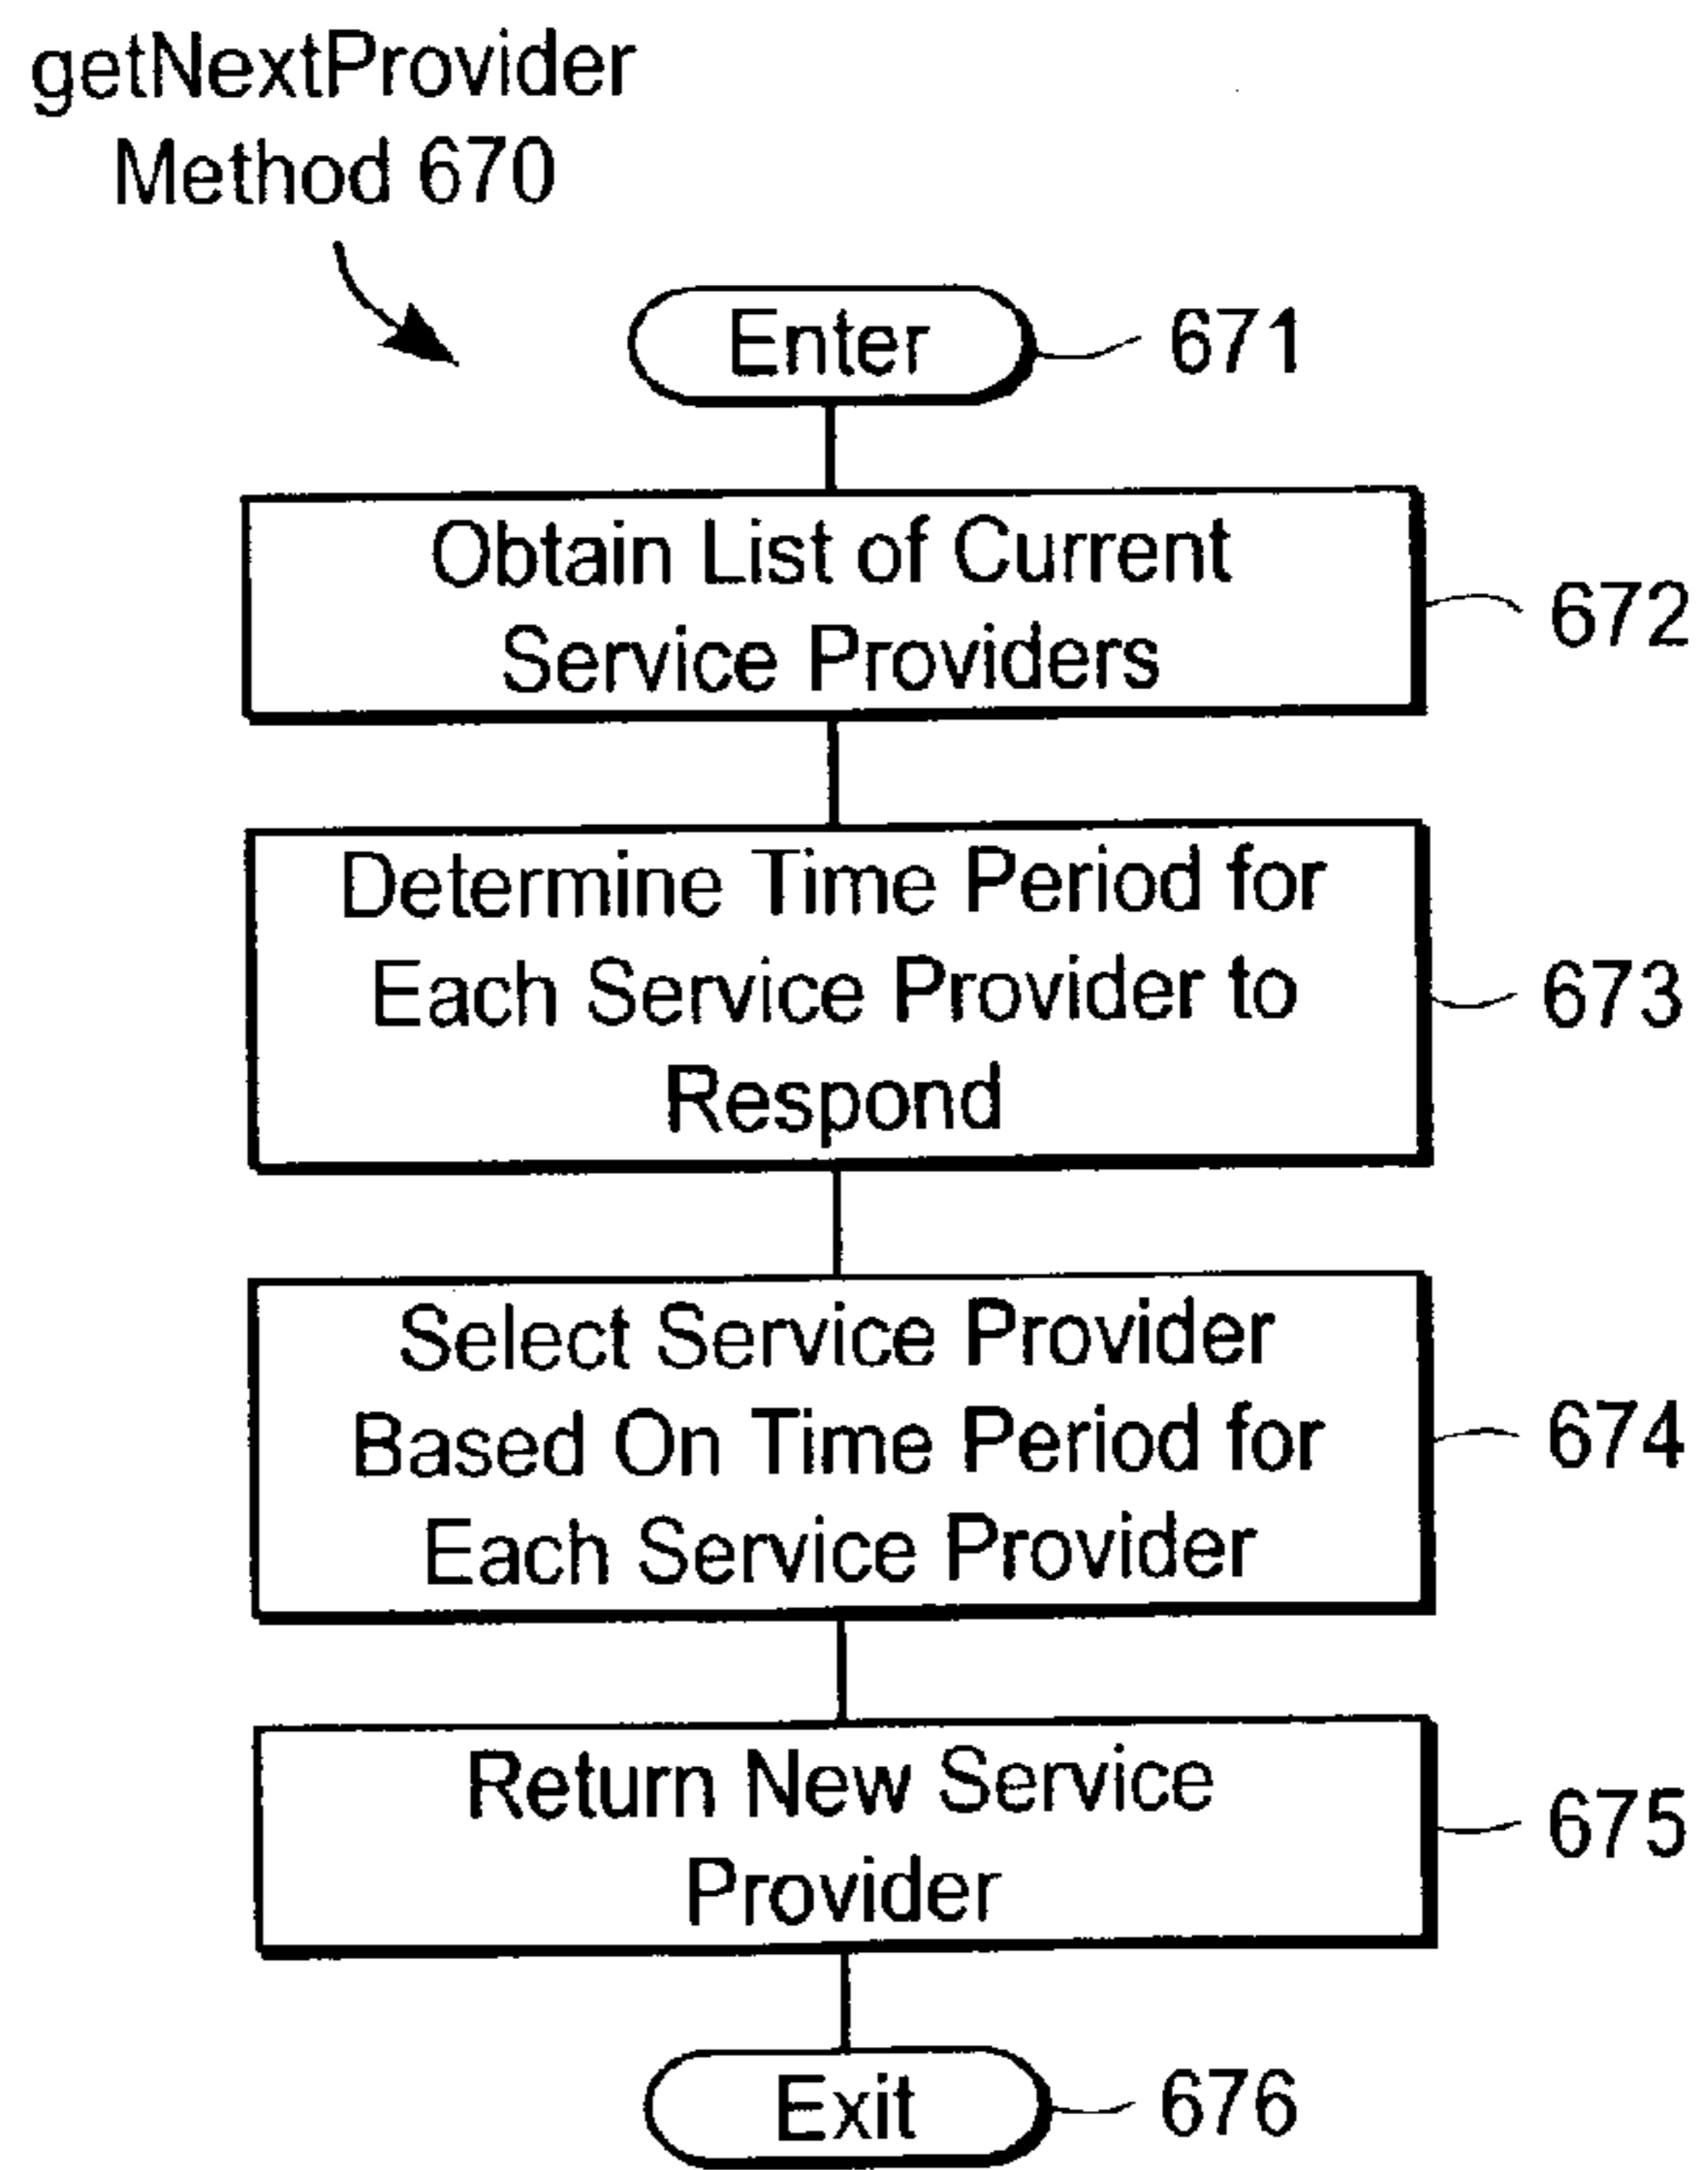 getNextProvider
Method 670
Enter
671
Obtain List of Current
Service Providers
672
Determine Time Period for
Each Service Provider to
Respond
673
Select Service Provider
Based On Time Period for
Each Service Provider
674
Return New Service
Provider
675
Exit
676